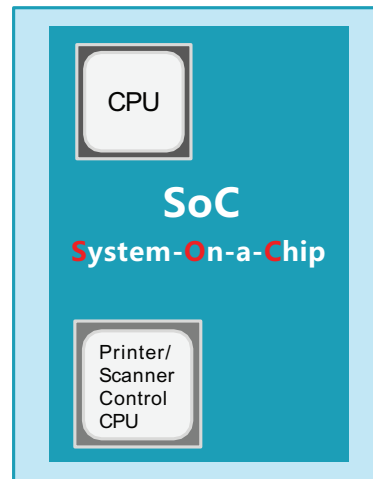 CPU
SoC
System-On-a-Chip
Printer/
Scanner
Control
CPU